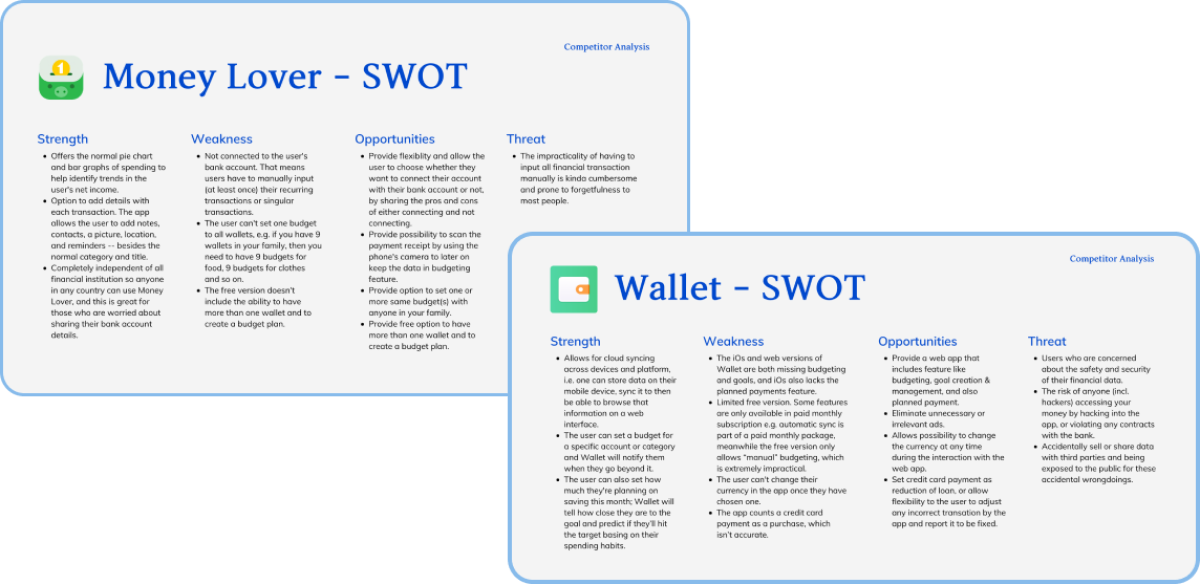 Competitor Analysis
1
Money Lover - SWOT
Strength
• Offers the normal pie chart
and bar graphs of spending to
help identify trends in the
user's net income.
• Option to add details with
each transaction. The app
allows the user to add notes,
contacts, a picture, location,
and reminders -- besides the
normal category and title.
• Completely independent of all
financial institution so anyone
in any country can use Money
Lover, and this is great for
those who are worried about
sharing their bank account
details.
Weakness
• Not connected to the user's
bank account. That means
users have to manually input
(at least once) their recurring
transactions or singular
transactions.
• The user can't set one budget
to all wallets, e.g. if you have 9
wallets in your family, then you
need to have 9 budgets for
food, 9 budgets for clothes
and so on.
• The free version doesn't
include the ability to have
more than one wallet and to
create a budget plan.
Opportunities
• Provide flexiblity and allow the
user to choose whether they
want to connect their account
with their bank account or not,
by sharing the pros and cons
of either connecting and not
connecting.
• Provide possibility to scan the
payment receipt by using the
phone's camera to later on
keep the data in budgeting
feature.
• Provide option to set one or
more same budget(s) with
anyone in your family.
• Provide free option to have
more than one wallet and to
create a budget plan.
Threat
• The impracticality of having to
input all financial transaction
manually is kinda cumbersome
and prone to forgetfulness to
most people.
Competitor Analysis
Wallet - SWOT
Strength
• Allows for cloud syncing
across devices and platform,
i.e. one can store data on their
mobile device, sync it to then
be able to browse that
information on a web
interface.
• The user can set a budget for
a specific account or category
and Wallet will notify them
when they go beyond it.
• The user can also set how
much they're planning on
saving this month; Wallet will
tell how close they are to the
goal and predict if they'll hit
the target basing on their
spending habits.
Weakness
• The iOs and web versions of
Wallet are both missing budgeting
and goals, and iOs also lacks the
planned payments feature.
• Limited free version. Some features
are only available in paid monthly
subscription e.g. automatic sync is
part of a paid monthly package,
meanwhile the free version only
allows “manual” budgeting, which
is extremely impractical.
• The user can't change their
currency in the app once they have
chosen one.
• The app counts a credit card
payment as a purchase, which
isn't accurate.
Opportunities
• Provide a web app that
includes feature like
budgeting, goal creation &
management, and also
planned payment.
• Eliminate unnecessary or
irrelevant ads.
• Allows possibility to change
the currency at any time
during the interaction with the
web app.
• Set credit card payment as
reduction of loan, or allow
flexibility to the user to adjust
any incorrect transation by the
app and report it to be fixed.
Threat
• Users who are concerned
about the safety and security
of their financial data.
• The risk of anyone (incl.
hackers) accessing your
money by hacking into the
app, or violating any contracts
with the bank.
• Accidentally sell or share data
with third parties and being
exposed to the public for these
accidental wrongdoings.